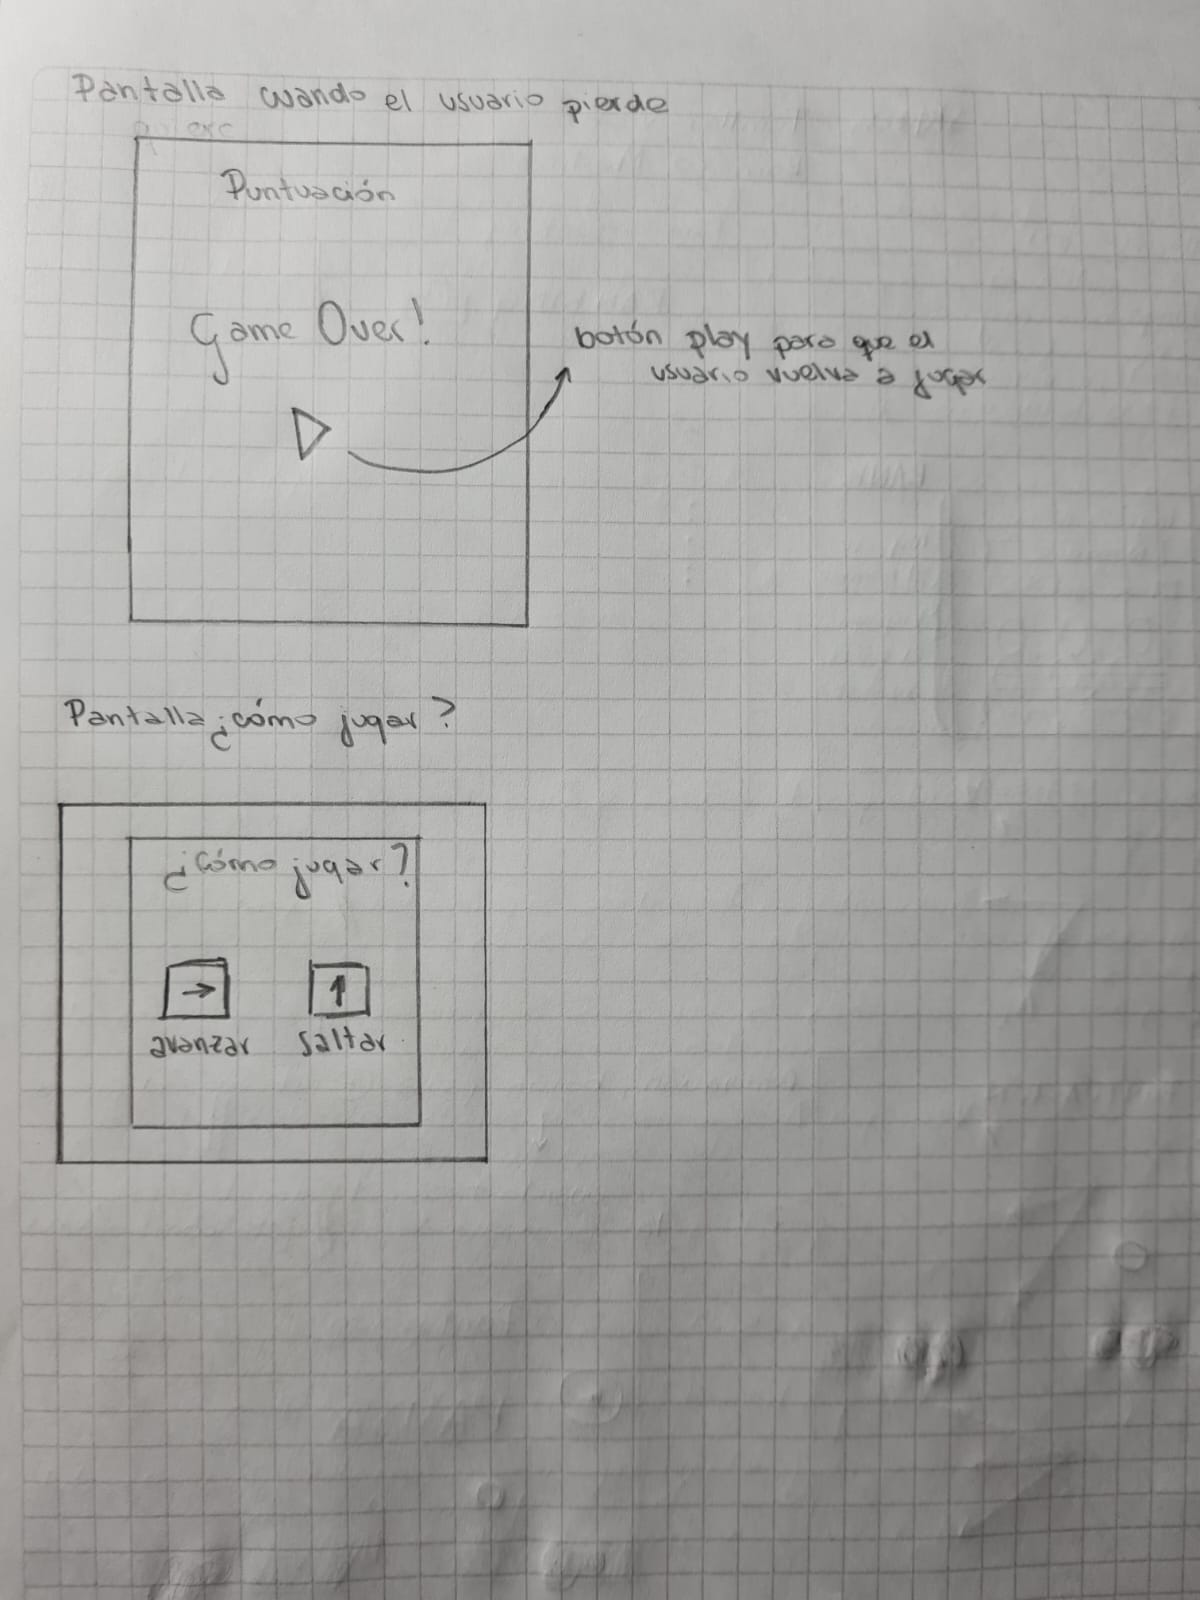 Pantalla cuando el usuario pierde
Puntuación
Game Over!
botón play para que el
usuario vuelva a jugar
Pantalla ¿cómo jugar?
¿Cómo jugar?
avanzar saltar